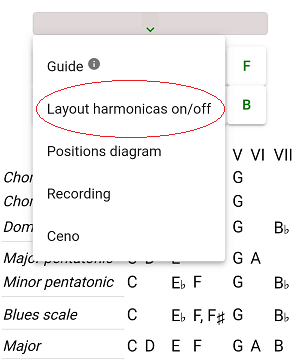 Guide
F
Layout harmonicas on/off
B
Positions diagram
V VI VII
Recording
Chor G
Chor G
Ceno
Dom G B♭
Major pentatonic C D E G A
Minor pentatonic C E♭ F G B♭
Blues scale C E♭ F, F♯ G B♭
Major C D E F G A B